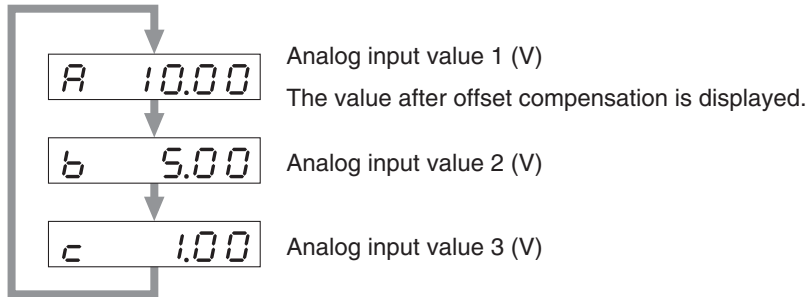 A 10.00
Analog input value 1 (V)
The value after offset compensation is displayed.
b 5.00
Analog input value 2 (V)
c 1.00
Analog input value 3 (V)